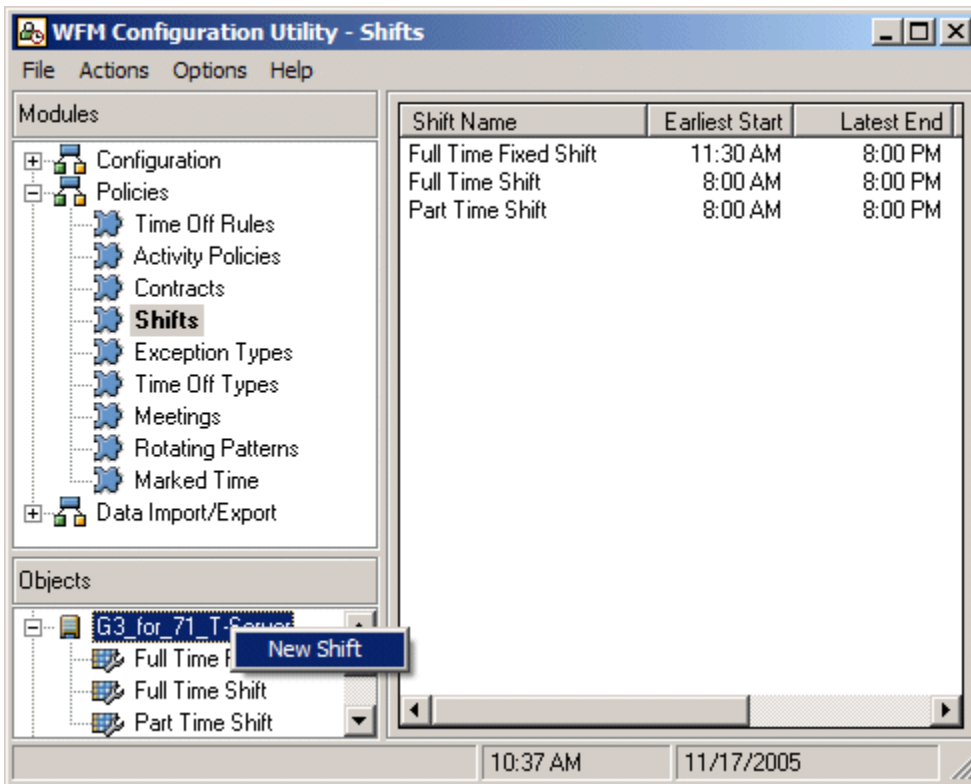 WFM Configuration Utility - Shifts
File Actions Options Help
Modules
Configuration
Policies
Time Off Rules
Activity Policies
Contracts
Shifts
Exception Types
Time Off Types
Meetings
Rotating Patterns
Marked Time
Data Import/Export
Shift Name Earliest Start Latest End
Full Time Fixed Shift 11:30 AM 8:00 PM
Full Time Shift 8:00 AM 8:00 PM
Part Time Shift 8:00 AM 8:00 PM
Objects
G3_for_71_T-Server
New Shift
Full Time
Full Time Shift
Part Time Shift
10:37 AM 11/17/2005